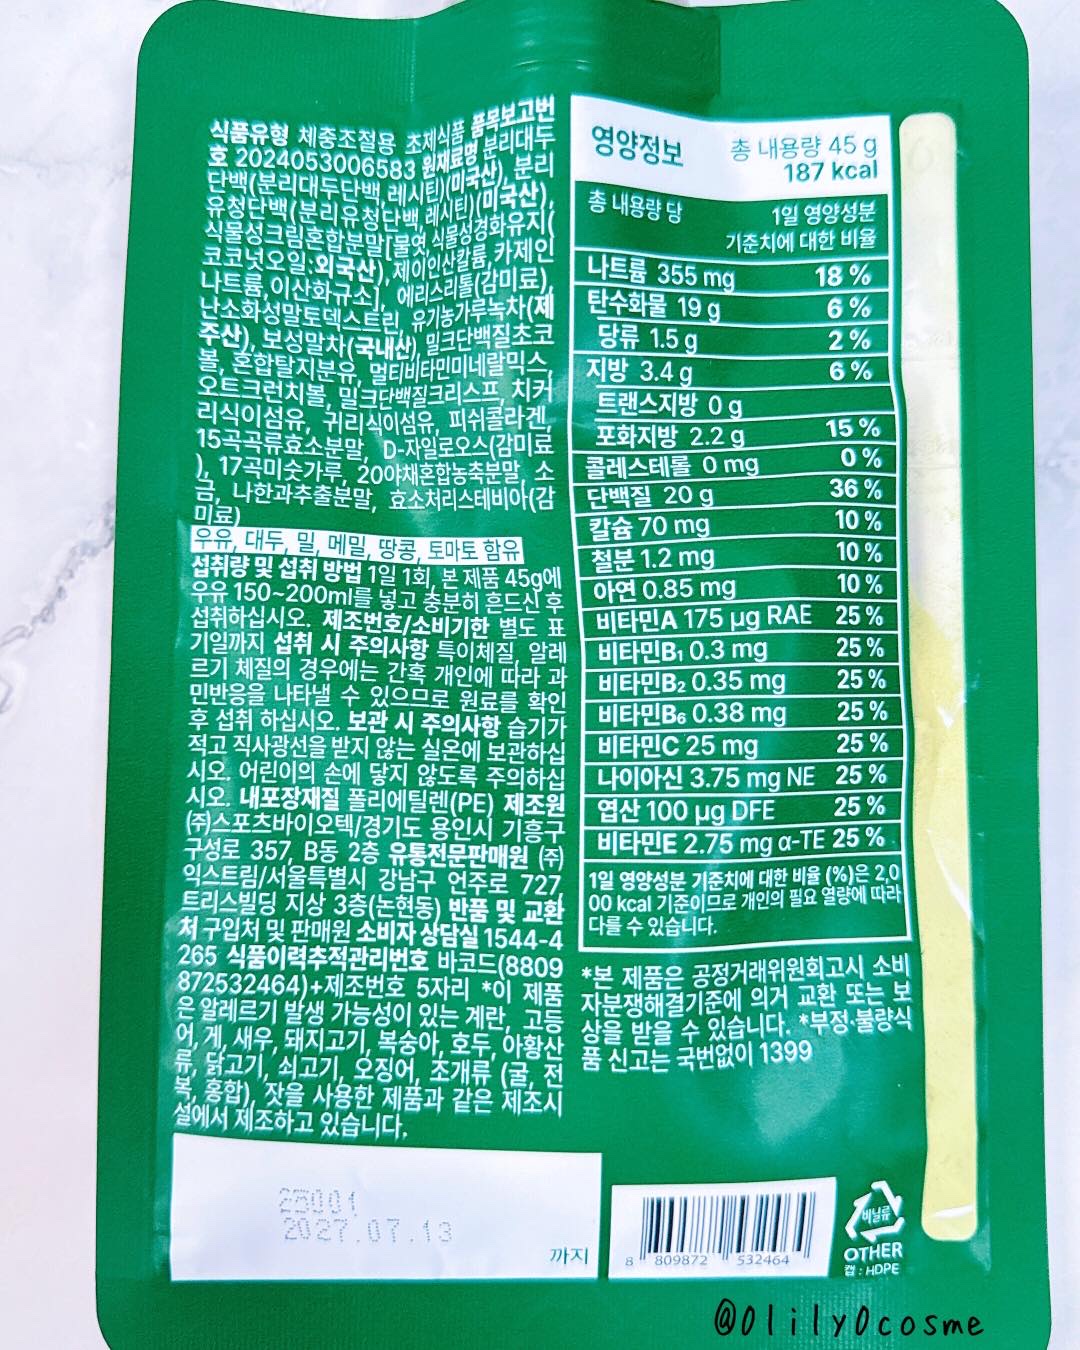 식품유형 체중조절용 조제식품 품목보고번
호 2024053006583 원재료명 분리대두
단백(분리대두단백, 레시틴)(미국산), 분리
유청단백(분리유청단백, 레시틴)(미국산),
식물성크림혼합분말[물엿, 식물성경화유지(
코코넛오일:외국산), 제이인산칼륨, 카제인
나트륨, 이산화규소], 에리스리톨(감미료),
난소화성말토덱스트린, 유기농가루녹차(제
주산), 보성말차(국내산), 밀크단백질초코
볼, 혼합탈지분유, 멀티비타민미네랄믹스,
오트크런치볼, 밀크단백질크리스프, 치커
리식이섬유, 귀리식이섬유, 피쉬콜라겐,
15곡곡류효소분말, D-자일로오스(감미료
), 17곡미숫가루, 20야채혼합농축분말, 소
금, 나한과추출분말, 효소처리스테비아(감
미료)
우유, 대두, 밀, 메밀, 땅콩, 토마토 함유
섭취량 및 섭취 방법 1일 1회, 본 제품 45g에
우유 150~200ml를 넣고 충분히 흔드신 후
섭취하십시오. 제조번호/소비기한 별도 표
기일까지 섭취 시 주의사항 특이체질, 알레
르기 체질의 경우에는 간혹 개인에 따라 과
민반응을 나타낼 수 있으므로 원료를 확인
후 섭취 하십시오. 보관 시 주의사항 습기가
적고 직사광선을 받지 않는 실온에 보관하십
시오. 어린이의 손에 닿지 않도록 주의하십
시오. 내포장재질 폴리에틸렌(PE) 제조원
(주)스포츠바이오텍/경기도 용인시 기흥구
구성로 357, B동 2층 유통전문판매원 (주)
익스트림/서울특별시 강남구 언주로 727,
트리스빌딩 지상 3층(논현동) 반품 및 교환
처 구입처 및 판매원 소비자 상담실 1544-4
265 식품이력추적관리번호 바코드(8809
872532464)+제조번호 5자리 *이 제품
은 알레르기 발생 가능성이 있는 계란, 고등
어, 게, 새우, 돼지고기, 복숭아, 호두, 아황산
류, 닭고기, 쇠고기, 오징어, 조개류 (굴, 전
복, 홍합), 잣을 사용한 제품과 같은 제조시
설에서 제조하고 있습니다.
25001
2027.07.13
까지
영양정보 총 내용량 45 g
187 kcal
총 내용량 당 1일 영양성분
기준치에 대한 비율
나트륨 355 mg 18 %
탄수화물 19 g 6 %
당류 1.5 g 2 %
지방 3.4 g 6 %
트랜스지방 0 g
포화지방 2.2 g 15 %
콜레스테롤 0 mg 0 %
단백질 20 g 36 %
칼슘 70 mg 10 %
철분 1.2 mg 10 %
아연 0.85 mg 10 %
비타민A 175 μg RAE 25 %
비타민B₁ 0.3 mg 25 %
비타민B₂ 0.35 mg 25 %
비타민B₆ 0.38 mg 25 %
비타민C 25 mg 25 %
나이아신 3.75 mg NE 25 %
엽산 100 μg DFE 25 %
비타민E 2.75 mg α-TE 25 %
1일 영양성분 기준치에 대한 비율 (%)은 2,0
00 kcal 기준이므로 개인의 필요 열량에 따라
다를 수 있습니다.
*본 제품은 공정거래위원회고시 소비
자분쟁해결기준에 의거 교환 또는 보
상을 받을 수 있습니다. *부정·불량식
품 신고는 국번없이 1399
8 809872 532464
비닐류
OTHER
캡 : HDPE
@0lily0cosme